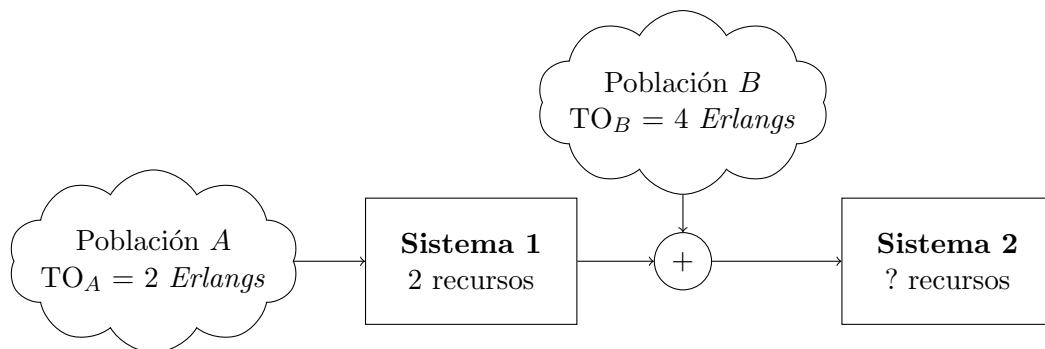 Población B
TO_B = 4 Erlangs
Población A
TO_A = 2 Erlangs
Sistema 1
2 recursos
+
Sistema 2
? recursos